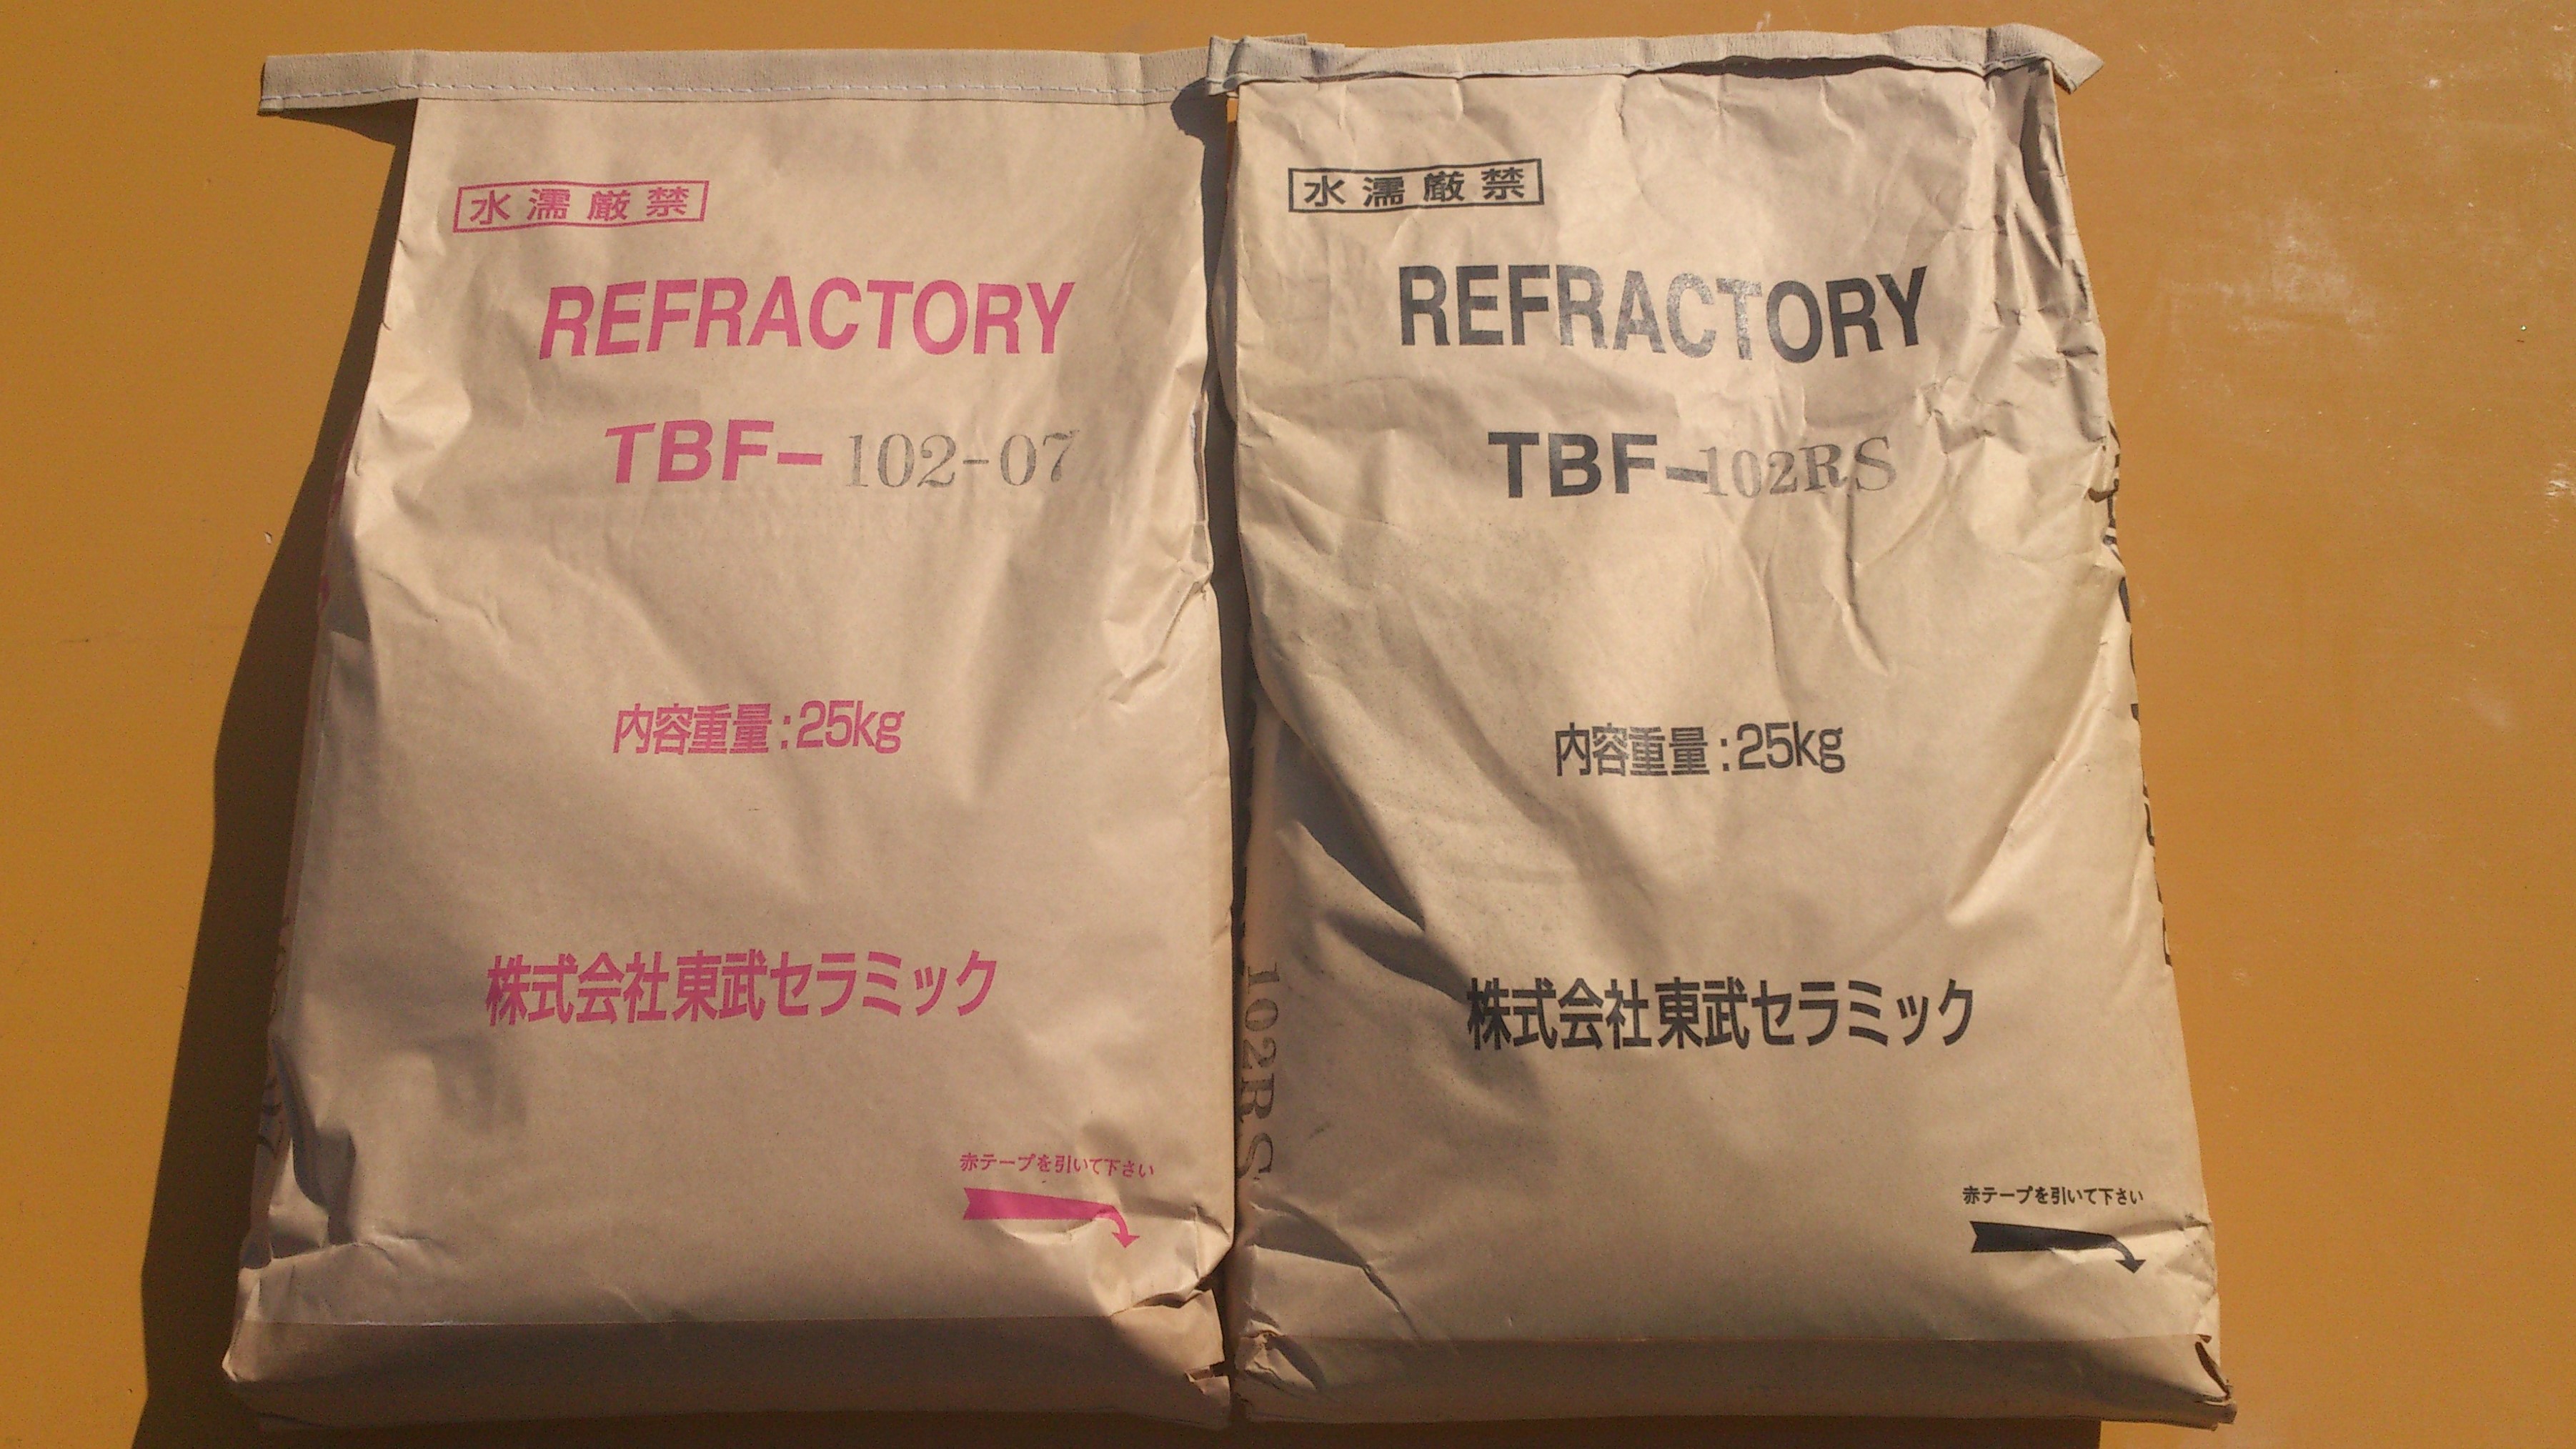 水濡厳禁
REFRACTORY
TBF-102-07
内容重量:25kg
株式会社東武セラミック
赤テープを引いて下さい
水濡厳禁
REFRACTORY
TBF-102RS
内容重量:25kg
株式会社東武セラミック
赤テープを引いて下さい
102RS